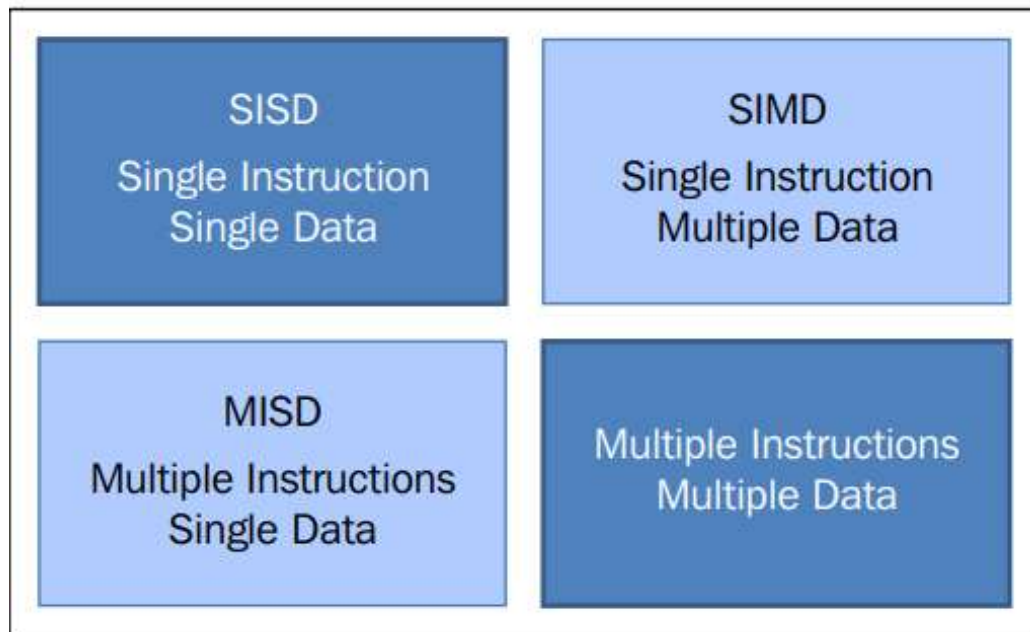 SISD
Single Instruction
Single Data
SIMD
Single Instruction
Multiple Data
MISD
Multiple Instructions
Single Data
Multiple Instructions
Multiple Data